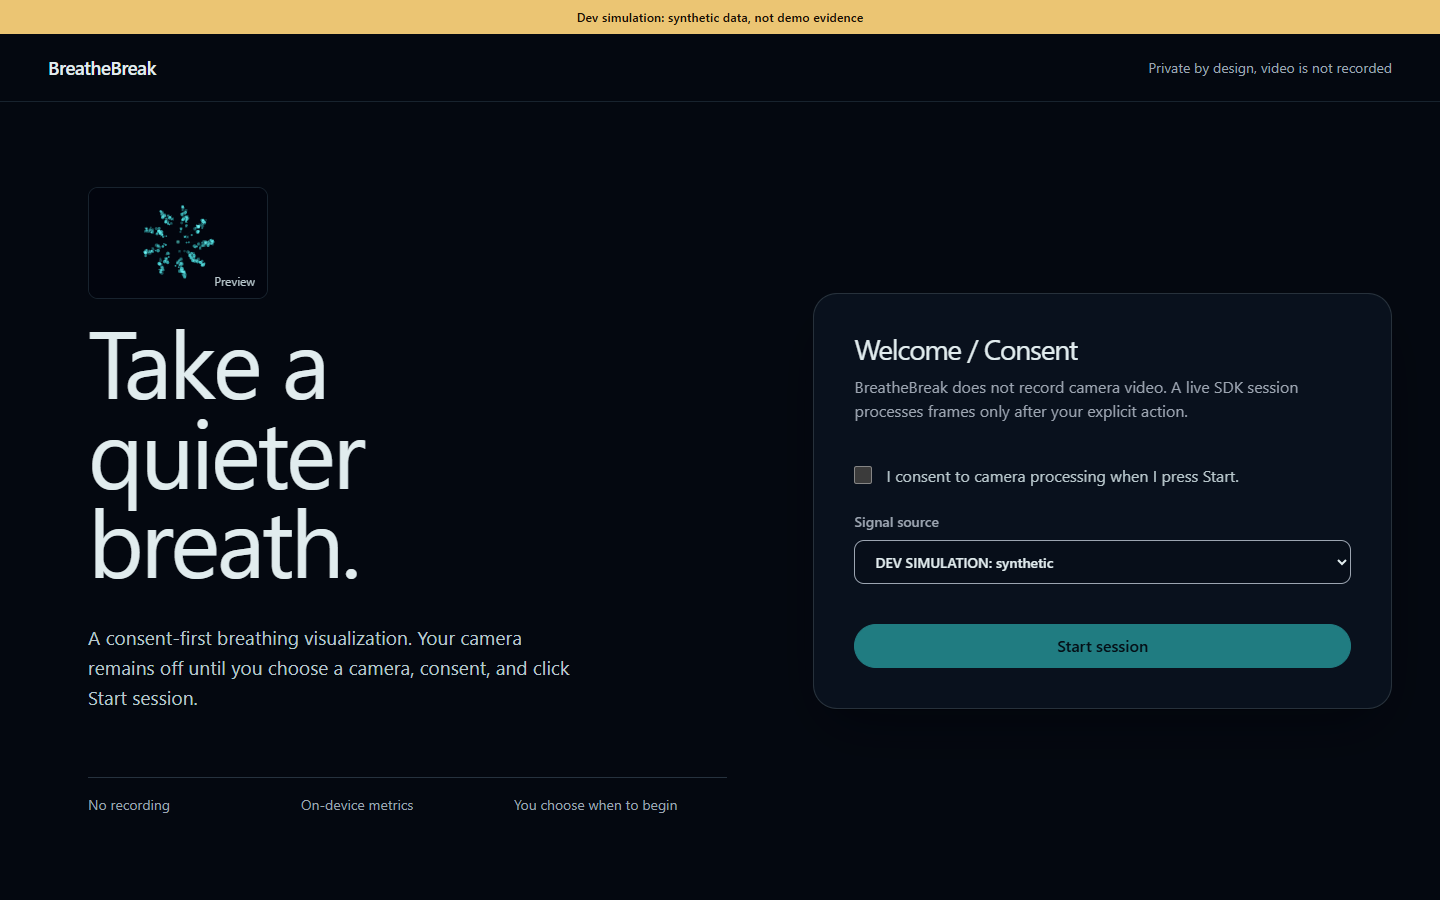 Dev simulation: synthetic data, not demo evidence
BreatheBreak
Private by design, video is not recorded
Preview
Take a
quieter
breath.
A consent-first breathing visualization. Your camera
remains off until you choose a camera, consent, and click
Start session.
No recording
On-device metrics
You choose when to begin
Welcome / Consent
BreatheBreak does not record camera video. A live SDK session
processes frames only after your explicit action.
I consent to camera processing when I press Start.
Signal source
DEV SIMULATION: synthetic
Start session